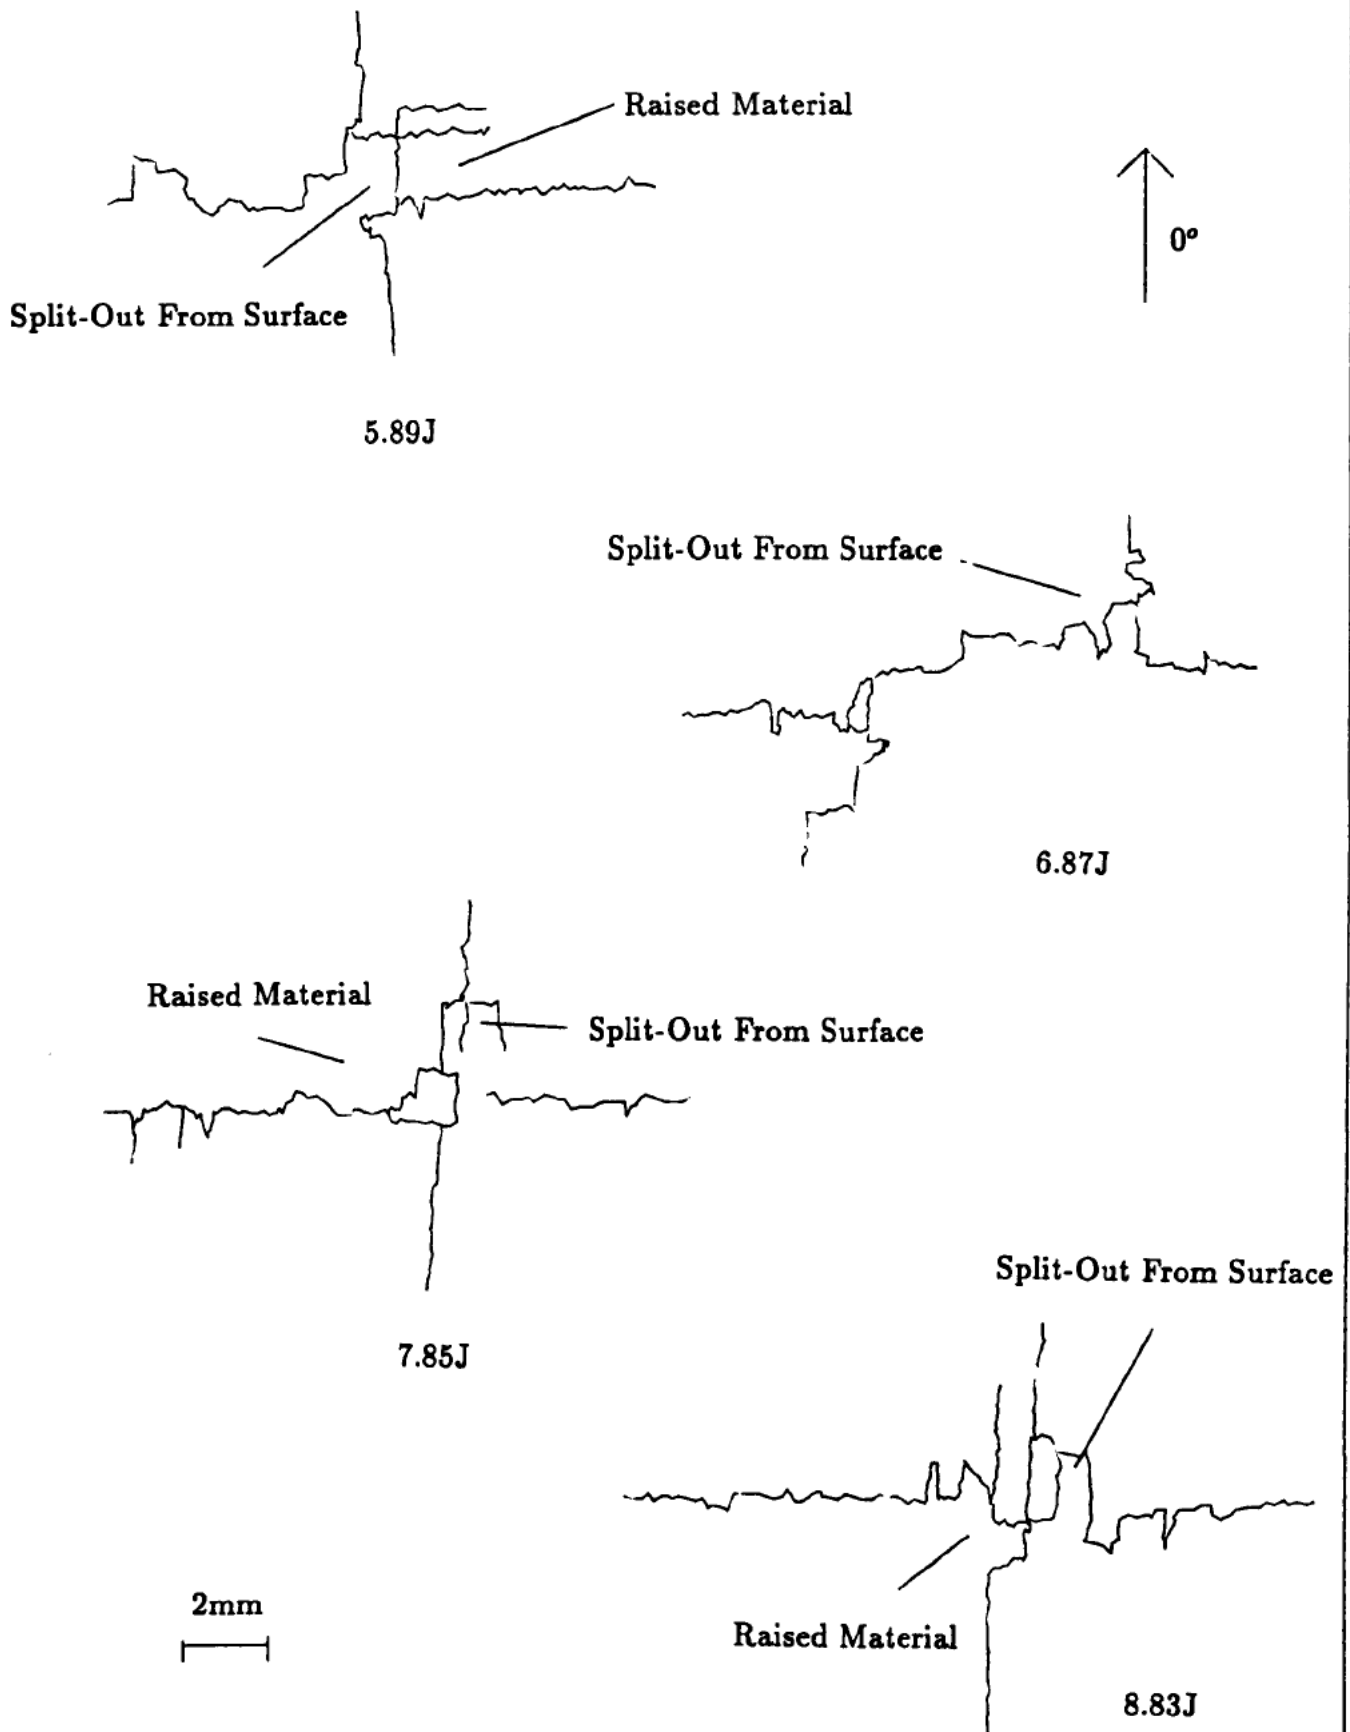 Raised Material
0°
Split-Out From Surface
5.89J
Split-Out From Surface
6.87J
Raised Material
Split-Out From Surface
7.85J
Split-Out From Surface
2mm
Raised Material
8.83J